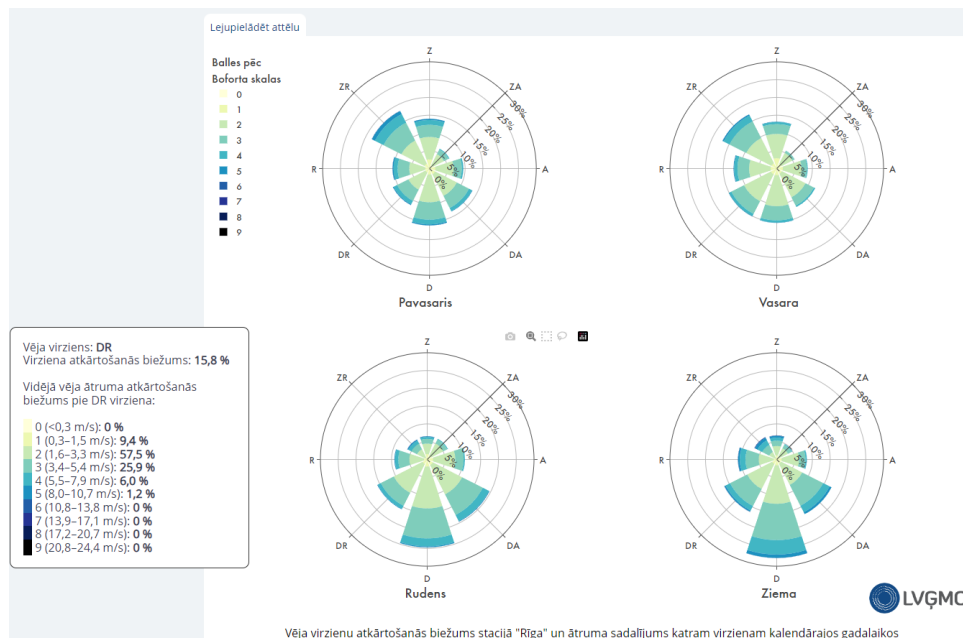 Lejupielādēt attēlu
Balles pēc
Boforta skalas
0
1
2
3
4
5
6
7
8
9
Z
ZA
A
DA
D
DR
R
ZR
0%
5%
10%
15%
20%
25%
30%
Pavasaris
Z
ZA
A
DA
D
DR
R
ZR
0%
5%
10%
15%
20%
25%
30%
Vasara
Vēja virziens: DR
Virziena atkārtošanās biežums: 15,8 %
Vidējā vēja ātruma atkārtošanās
biežums pie DR virziena:
0 (<0,3 m/s): 0 %
1 (0,3–1,5 m/s): 9,4 %
2 (1,6–3,3 m/s): 57,5 %
3 (3,4–5,4 m/s): 25,9 %
4 (5,5–7,9 m/s): 6,0 %
5 (8,0–10,7 m/s): 1,2 %
6 (10,8–13,8 m/s): 0 %
7 (13,9–17,1 m/s): 0 %
8 (17,2–20,7 m/s): 0 %
9 (20,8–24,4 m/s): 0 %
Z
ZA
A
DA
D
DR
R
ZR
0%
5%
10%
15%
20%
25%
30%
Rudens
Z
ZA
A
DA
D
DR
R
ZR
0%
5%
10%
15%
20%
25%
30%
Ziema
LVĢMC
Vēja virzienu atkārtošanās biežums stacijā "Rīga" un ātruma sadalījums katram virzienam kalendārajos gadalaikos